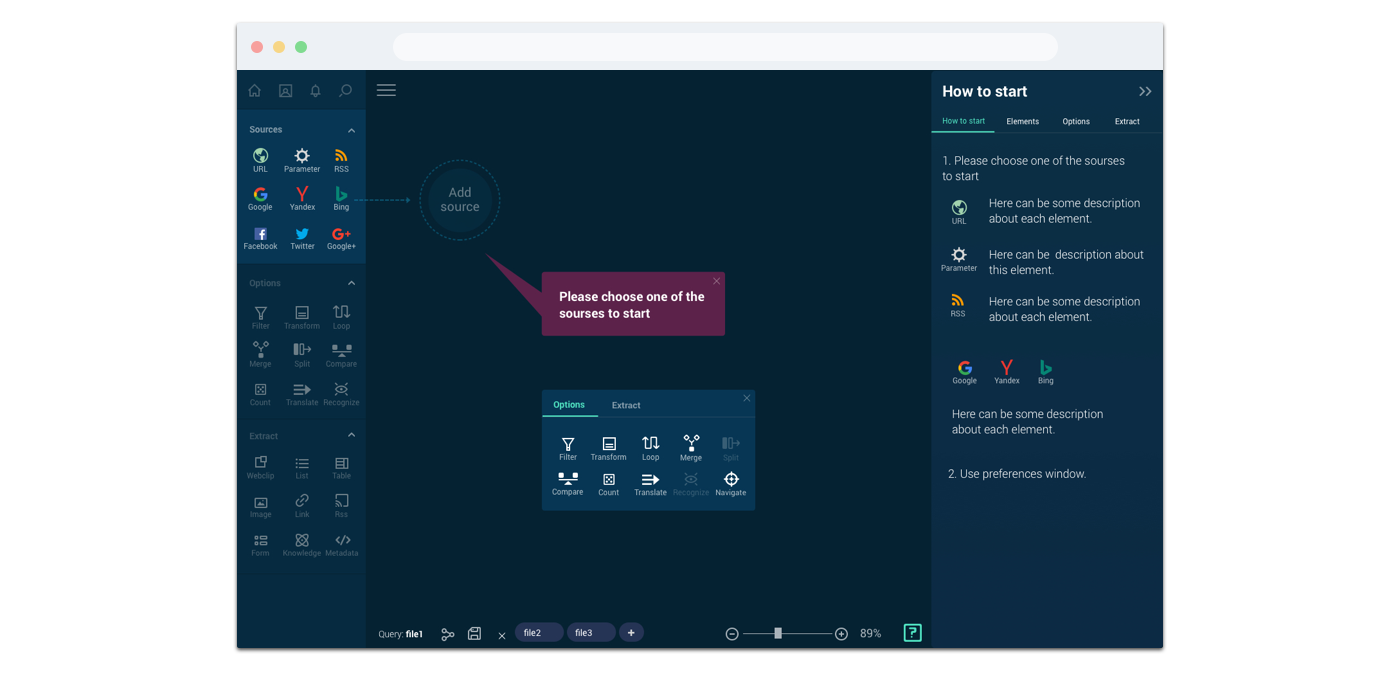 Sources
URL Parameter RSS
Google Yandex Bing
Facebook Twitter Google+
Options
Filter Transform Loop
Merge Split Compare
Count Translate Recognize
Extract
Webclip List Table
Image Link Rss
Form Knowledge Metadata
Add
source
Please choose one of the
sourses to start
Options Extract
Filter Transform Loop Merge Split
Compare Count Translate Recognize Navigate
Query: file1 file2 file3 + 89% ?
How to start
How to start Elements Options Extract
1. Please choose one of the sourses
to start
URL
Here can be some description
about each element.
Parameter
Here can be description about
this element.
RSS
Here can be some description
about each element.
Google Yandex Bing
Here can be some description
about each element.
2. Use preferences window.